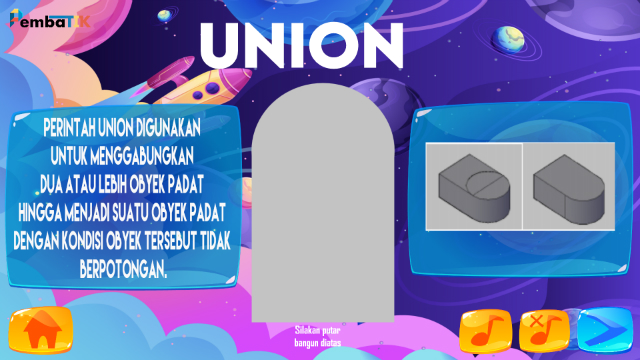 PembaTIK
UNION
PERINTAH UNION DIGUNAKAN
UNTUK MENGGABUNGKAN
DUA ATAU LEBIH OBYEK PADAT
HINGGA MENJADI SUATU OBYEK PADAT
DENGAN KONDISI OBYEK TERSEBUT TIDAK
BERPOTONGAN.
Silakan putar
bangun diatas